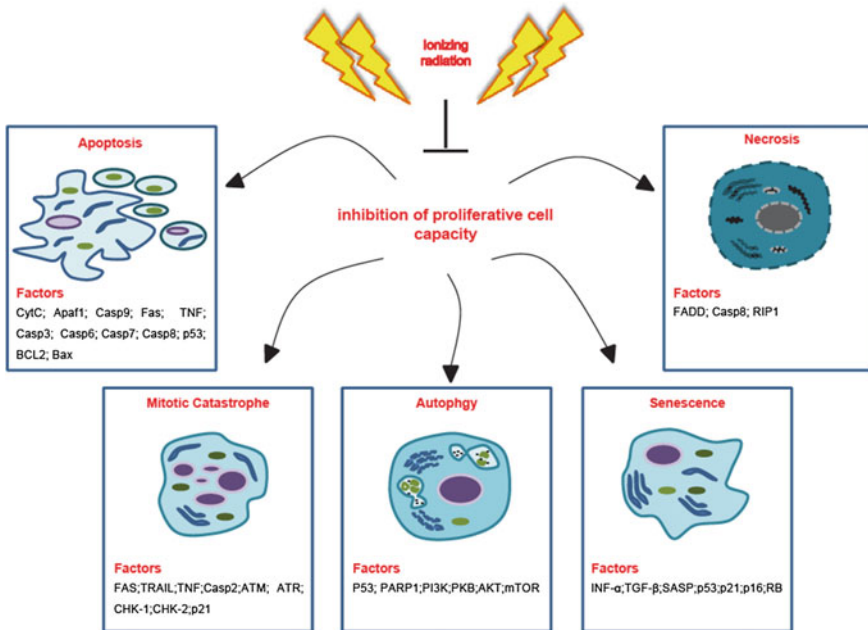 Ionizing
radiation
Apoptosis
Necrosis
inhibition of proliferative cell
capacity
Factors
CytC; Apaf1; Casp9; Fas; TNF;
Casp3; Casp6; Casp7; Casp8; p53;
BCL2; Bax
Factors
FADD; Casp8; RIP1
Mitotic Catastrophe
Autophgy
Senescence
Factors
FAS;TRAIL;TNF;Casp2;ATM; ATR;
CHK-1;CHK-2;p21
Factors
P53; PARP1;PI3K;PKB;AKT;mTOR
Factors
INF-α;TGF-β;SASP;p53;p21;p16;RB